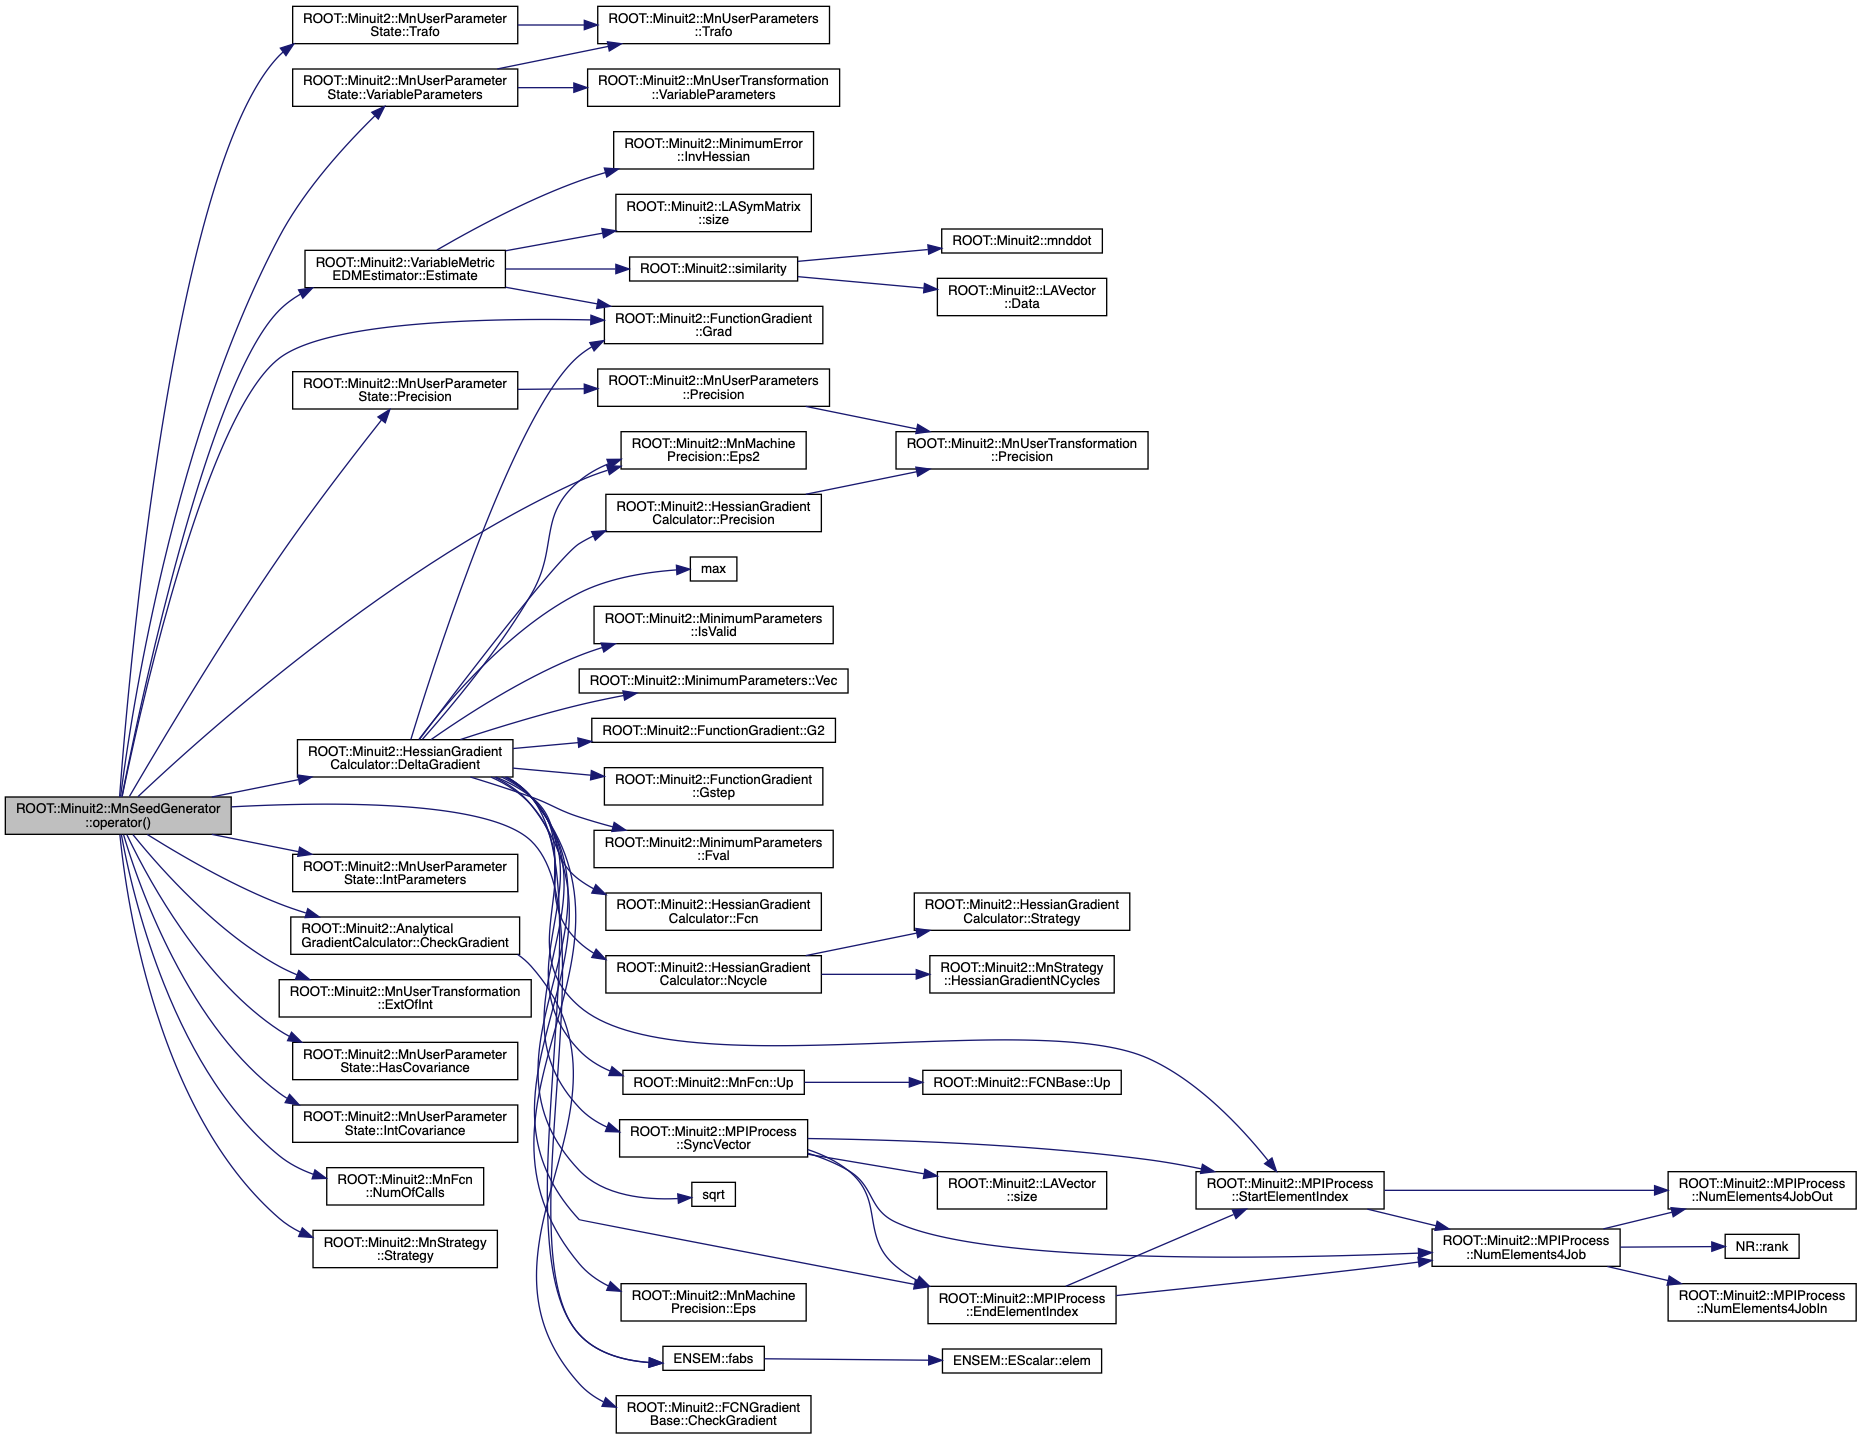 ROOT::Minuit2::MnSeedGenerator
::operator()
ROOT::Minuit2::MnUserParameter
State::Trafo
ROOT::Minuit2::MnUserParameters
::Trafo
ROOT::Minuit2::MnUserParameter
State::VariableParameters
ROOT::Minuit2::MnUserTransformation
::VariableParameters
ROOT::Minuit2::MinimumError
::InvHessian
ROOT::Minuit2::LASymMatrix
::size
ROOT::Minuit2::VariableMetric
EDMEstimator::Estimate
ROOT::Minuit2::similarity
ROOT::Minuit2::mnddot
ROOT::Minuit2::LAVector
::Data
ROOT::Minuit2::FunctionGradient
::Grad
ROOT::Minuit2::MnUserParameter
State::Precision
ROOT::Minuit2::MnUserParameters
::Precision
ROOT::Minuit2::MnMachine
Precision::Eps2
ROOT::Minuit2::MnUserTransformation
::Precision
ROOT::Minuit2::HessianGradient
Calculator::Precision
max
ROOT::Minuit2::MinimumParameters
::IsValid
ROOT::Minuit2::MinimumParameters::Vec
ROOT::Minuit2::FunctionGradient::G2
ROOT::Minuit2::HessianGradient
Calculator::DeltaGradient
ROOT::Minuit2::FunctionGradient
::Gstep
ROOT::Minuit2::MinimumParameters
::Fval
ROOT::Minuit2::MnUserParameter
State::IntParameters
ROOT::Minuit2::HessianGradient
Calculator::Fcn
ROOT::Minuit2::HessianGradient
Calculator::Strategy
ROOT::Minuit2::Analytical
GradientCalculator::CheckGradient
ROOT::Minuit2::HessianGradient
Calculator::Ncycle
ROOT::Minuit2::MnStrategy
::HessianGradientNCycles
ROOT::Minuit2::MnUserTransformation
::ExtOfInt
ROOT::Minuit2::MnUserParameter
State::HasCovariance
ROOT::Minuit2::MnFcn::Up
ROOT::Minuit2::FCNBase::Up
ROOT::Minuit2::MnUserParameter
State::IntCovariance
ROOT::Minuit2::MPIProcess
::SyncVector
ROOT::Minuit2::MnFcn
::NumOfCalls
sqrt
ROOT::Minuit2::LAVector
::size
ROOT::Minuit2::MPIProcess
::StartElementIndex
ROOT::Minuit2::MPIProcess
::NumElements4JobOut
ROOT::Minuit2::MnStrategy
::Strategy
ROOT::Minuit2::MPIProcess
::NumElements4Job
NR::rank
ROOT::Minuit2::MnMachine
Precision::Eps
ROOT::Minuit2::MPIProcess
::EndElementIndex
ROOT::Minuit2::MPIProcess
::NumElements4JobIn
ENSEM::fabs
ENSEM::EScalar::elem
ROOT::Minuit2::FCNGradient
Base::CheckGradient